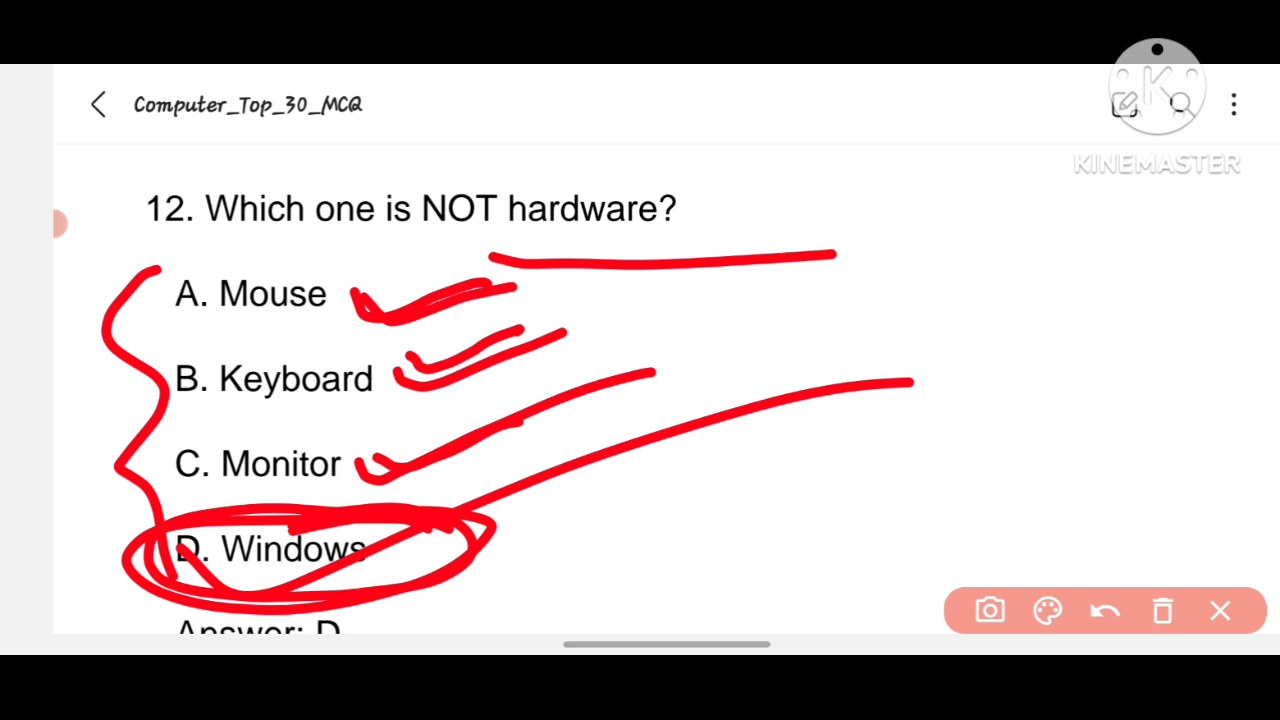 Computer_Top_30_MCQ
KINEMASTER
12. Which one is NOT hardware?
A. Mouse
B. Keyboard
C. Monitor
D. Windows
Answer: D